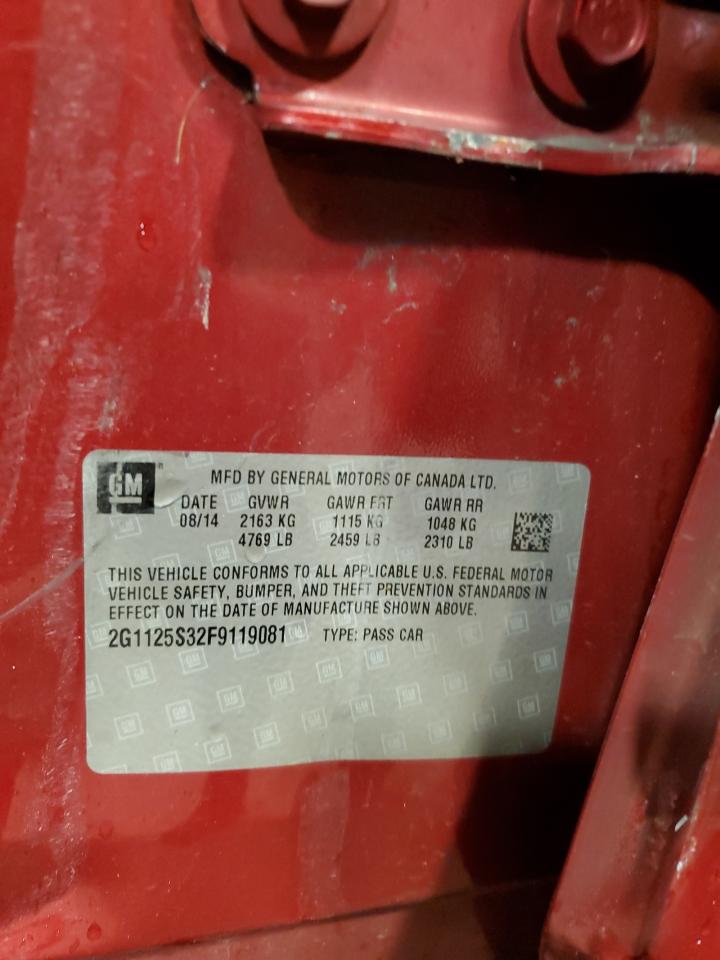 GM
MFD BY GENERAL MOTORS OF CANADA LTD.
DATE GVWR GAWR FRT GAWR RR
08/14 2163 KG 1115 KG 1048 KG
4769 LB 2459 LB 2310 LB
THIS VEHICLE CONFORMS TO ALL APPLICABLE U.S. FEDERAL MOTOR
VEHICLE SAFETY, BUMPER, AND THEFT PREVENTION STANDARDS IN
EFFECT ON THE DATE OF MANUFACTURE SHOWN ABOVE.
2G1125S32F9119081 TYPE: PASS CAR